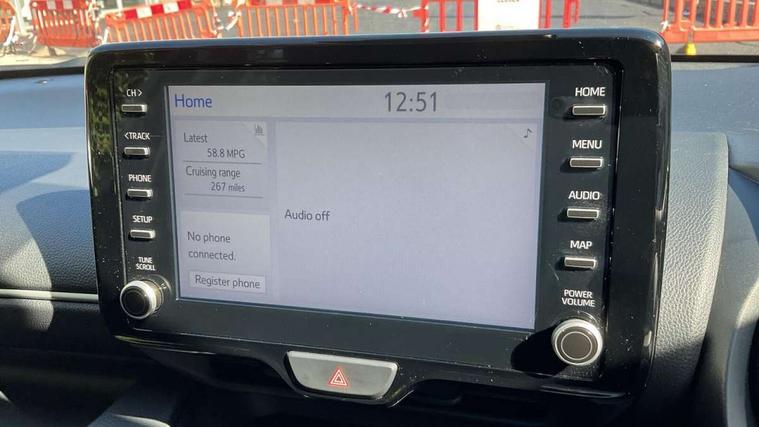 CH >
<TRACK
PHONE
SETUP
TUNE
SCROLL
Home
12:51
Latest
58.8 MPG
Cruising range
267 miles
No phone
connected.
Register phone
Audio off
HOME
MENU
AUDIO
MAP
POWER
VOLUME